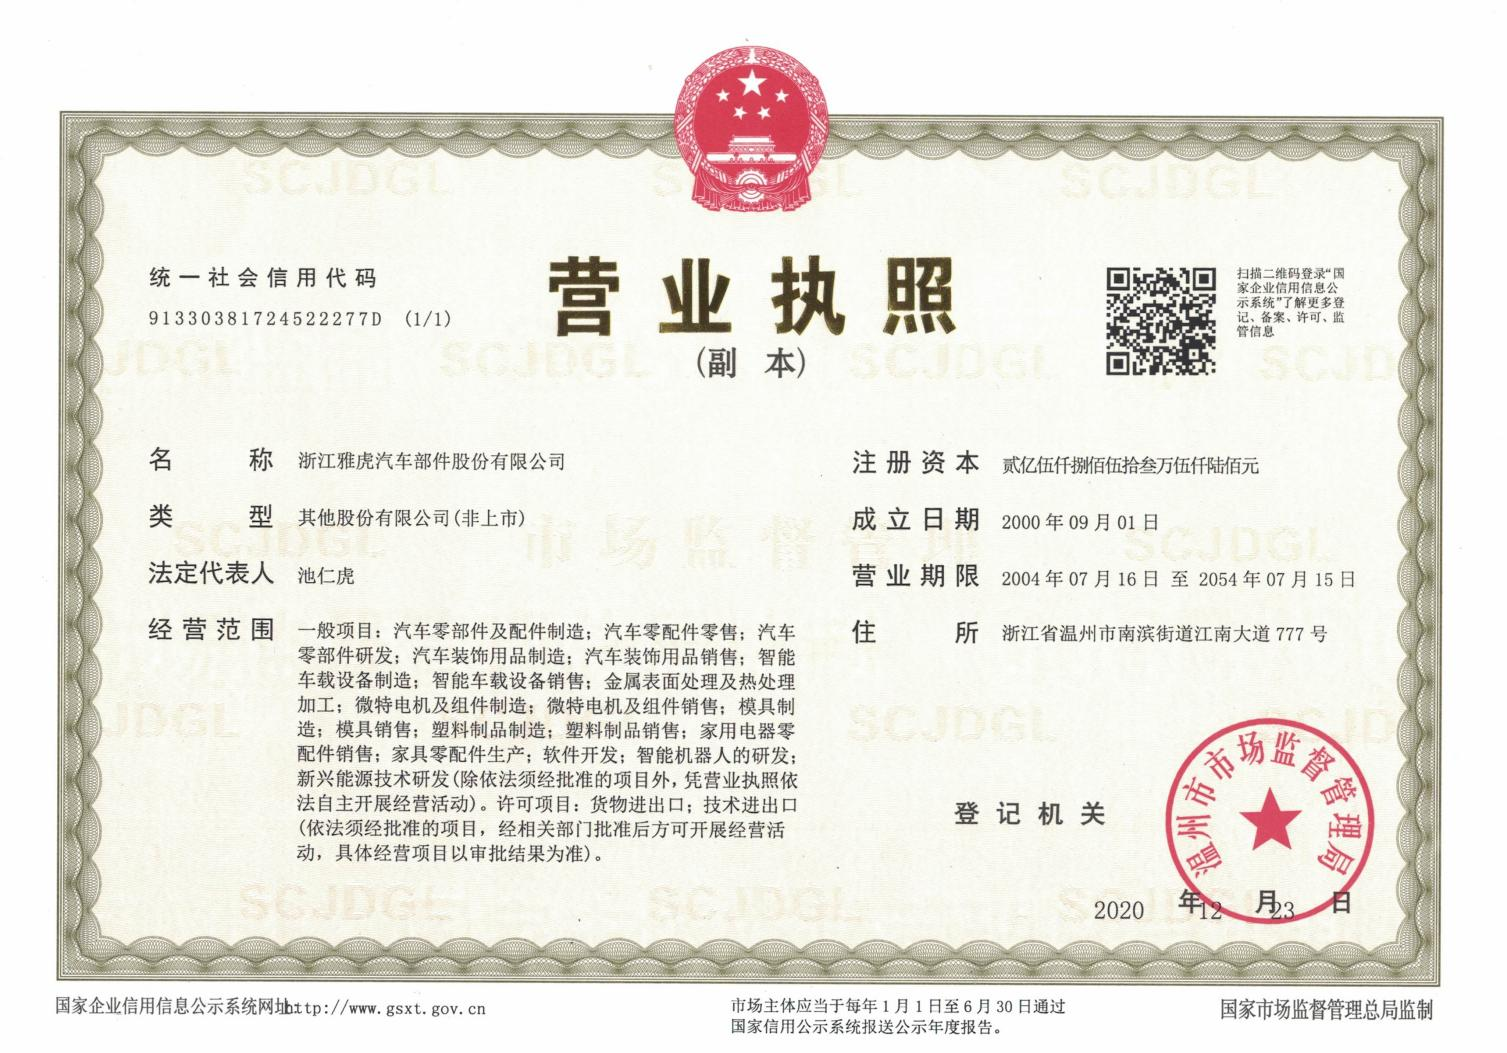 统一社会信用代码
91330381724522277D (1/1)
营业执照
(副 本)
扫描二维码登录“国
家企业信用信息公
示系统”了解更多登
记、备案、许可、监
管信息
名 称 浙江雅虎汽车部件股份有限公司
类 型 其他股份有限公司(非上市)
法定代表人 池仁虎
经营范围 一般项目：汽车零部件及配件制造；汽车零配件零售；汽车
零部件研发；汽车装饰用品制造；汽车装饰用品销售；智能
车载设备制造；智能车载设备销售；金属表面处理及热处理
加工；微特电机及组件制造；微特电机及组件销售；模具制
造；模具销售；塑料制品制造；塑料制品销售；家用电器零
配件销售；家具零配件生产；软件开发；智能机器人的研发；
新兴能源技术研发(除依法须经批准的项目外，凭营业执照依
法自主开展经营活动)。许可项目：货物进出口；技术进出口
(依法须经批准的项目，经相关部门批准后方可开展经营活
动，具体经营项目以审批结果为准)。
注册资本 贰亿伍仟捌佰伍拾叁万伍仟陆佰元
成立日期 2000年09月01日
营业期限 2004年07月16日 至 2054年07月15日
住 所 浙江省温州市南滨街道江南大道777号
登记机关
温州市市场监督管理局
2020 年 12 月 23 日
国家企业信用信息公示系统网址:http://www.gsxt.gov.cn
市场主体应当于每年1月1日至6月30日通过
国家信用公示系统报送公示年度报告。
国家市场监督管理总局监制
SCJDGL
市场监督管理